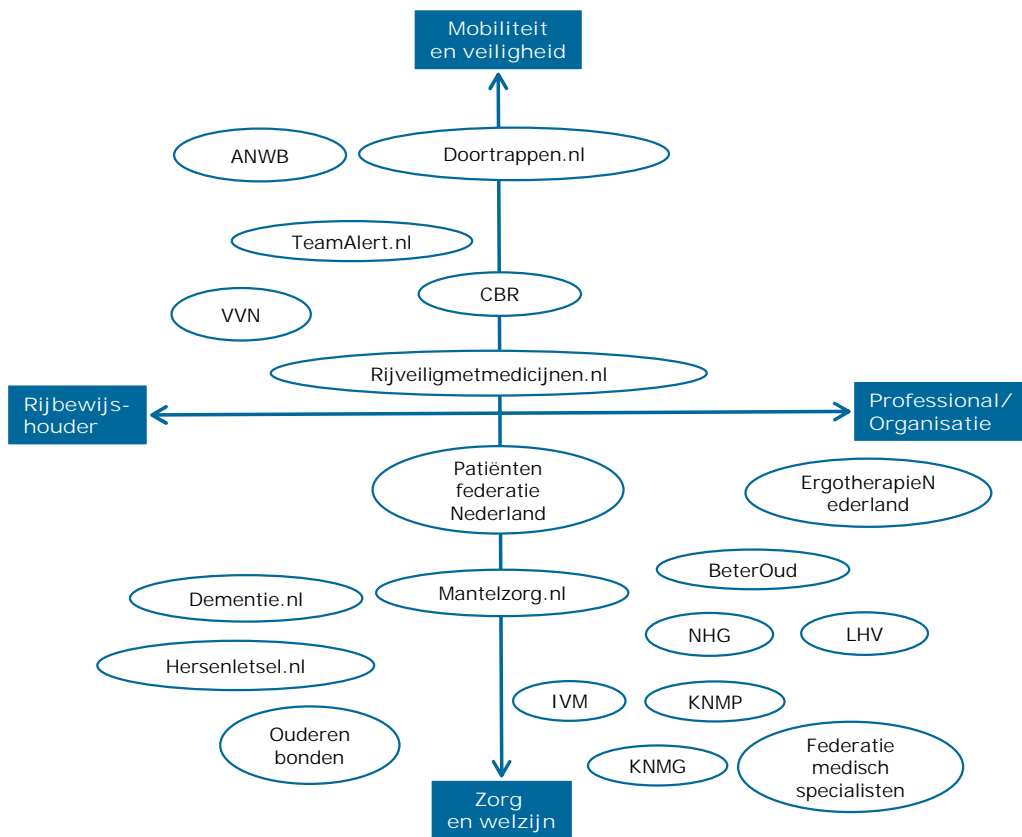 Mobiliteit
en veiligheid
ANWB
Doortrappen.nl
TeamAlert.nl
CBR
VVN
Rijveiligmetmedicijnen.nl
Rijbewijs-
houder
Professional/
Organisatie
Patiënten
federatie
Nederland
ErgotherapieN
ederland
BeterOud
Dementie.nl
Mantelzorg.nl
NHG
LHV
Hersenletsel.nl
IVM
KNMP
Ouderen
bonden
KNMG
Federatie
medisch
specialisten
Zorg
en welzijn